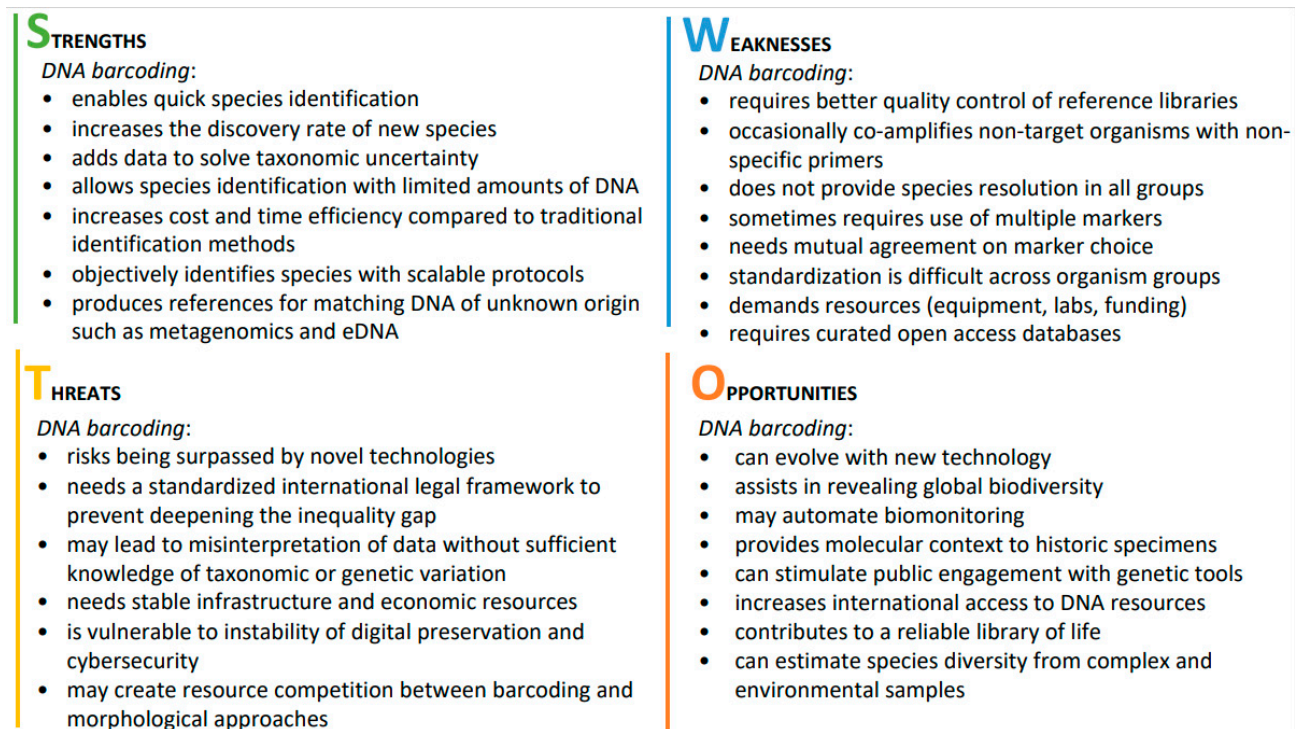 STRENGTHS
DNA barcoding:
• enables quick species identification
• increases the discovery rate of new species
• adds data to solve taxonomic uncertainty
• allows species identification with limited amounts of DNA
• increases cost and time efficiency compared to traditional
identification methods
• objectively identifies species with scalable protocols
• produces references for matching DNA of unknown origin
such as metagenomics and eDNA
WEAKNESSES
DNA barcoding:
• requires better quality control of reference libraries
• occasionally co-amplifies non-target organisms with non-
specific primers
• does not provide species resolution in all groups
• sometimes requires use of multiple markers
• needs mutual agreement on marker choice
• standardization is difficult across organism groups
• demands resources (equipment, labs, funding)
• requires curated open access databases
THREATS
DNA barcoding:
• risks being surpassed by novel technologies
• needs a standardized international legal framework to
prevent deepening the inequality gap
• may lead to misinterpretation of data without sufficient
knowledge of taxonomic or genetic variation
• needs stable infrastructure and economic resources
• is vulnerable to instability of digital preservation and
cybersecurity
• may create resource competition between barcoding and
morphological approaches
OPPORTUNITIES
DNA barcoding:
• can evolve with new technology
• assists in revealing global biodiversity
• may automate biomonitoring
• provides molecular context to historic specimens
• can stimulate public engagement with genetic tools
• increases international access to DNA resources
• contributes to a reliable library of life
• can estimate species diversity from complex and
environmental samples